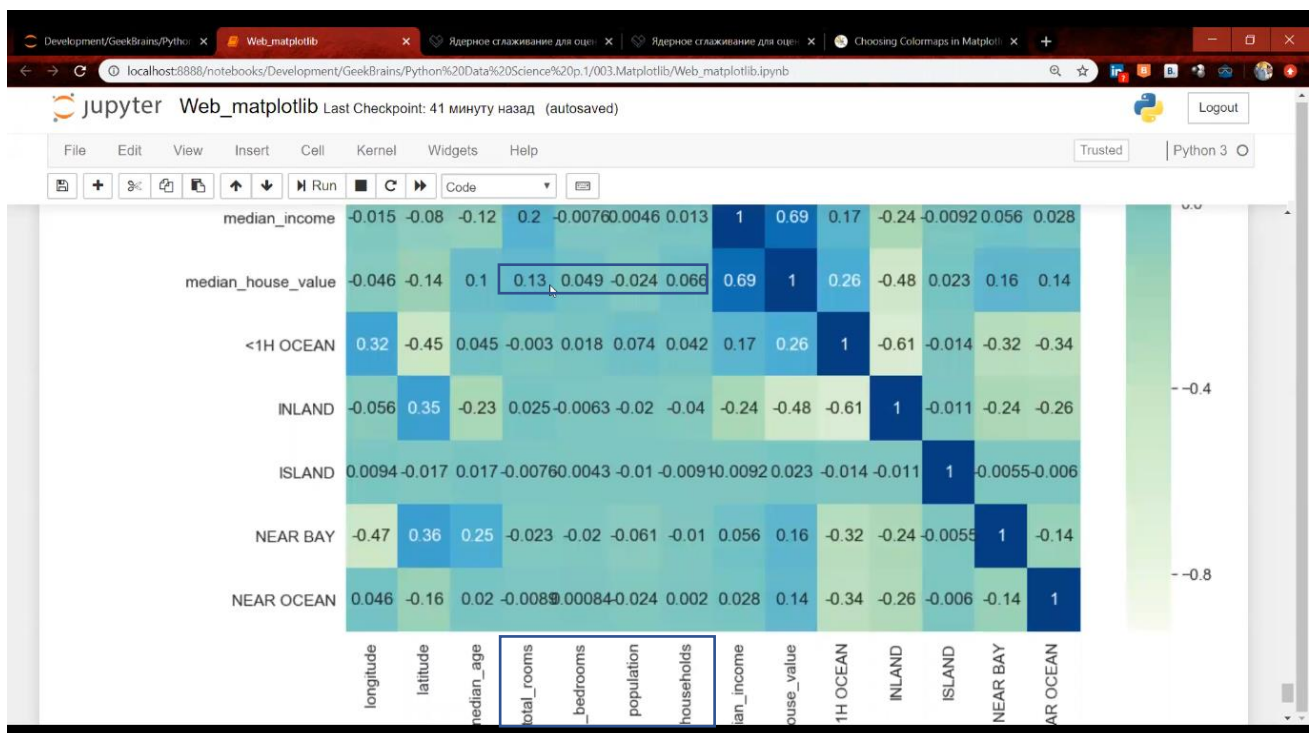 Development/GeekBrains/Pytho
Web_matplotlib
Ядерное сглаживание для оцен
Ядерное сглаживание для оцен
Choosing Colormaps in Matplotli
localhost:8888/notebooks/Development/GeekBrains/Python%20Data%20Science%20p.1/003.Matplotlib/Web_matplotlib.ipynb
jupyter Web_matplotlib Last Checkpoint: 41 минуту назад (autosaved)
Logout
File Edit View Insert Cell Kernel Widgets Help
Trusted
Python 3
Run
Code
median_income -0.015 -0.08 -0.12 0.2 -0.0076 0.0046 0.013 1 0.69 0.17 -0.24 -0.0092 0.056 0.028
median_house_value -0.046 -0.14 0.1 0.13 0.049 -0.024 0.066 0.69 1 0.26 -0.48 0.023 0.16 0.14
<1H OCEAN 0.32 -0.45 0.045 -0.003 0.018 0.074 0.042 0.17 0.26 1 -0.61 -0.014 -0.32 -0.34
--0.4
INLAND -0.056 0.35 -0.23 0.025 -0.0063 -0.02 -0.04 -0.24 -0.48 -0.61 1 -0.011 -0.24 -0.26
ISLAND 0.0094 -0.017 0.017 -0.0076 0.0043 -0.01 -0.0091 0.0092 0.023 -0.014 -0.011 1 -0.0055 -0.006
NEAR BAY -0.47 0.36 0.25 -0.023 -0.02 -0.061 -0.01 0.056 0.16 -0.32 -0.24 -0.0055 1 -0.14
--0.8
NEAR OCEAN 0.046 -0.16 0.02 -0.0089 0.00084 -0.024 0.002 0.028 0.14 -0.34 -0.26 -0.006 -0.14 1
longitude
latitude
nedian_age
total_rooms
_bedrooms
population
households
ian_income
ouse_value
1H OCEAN
INLAND
ISLAND
NEAR BAY
AR OCEAN